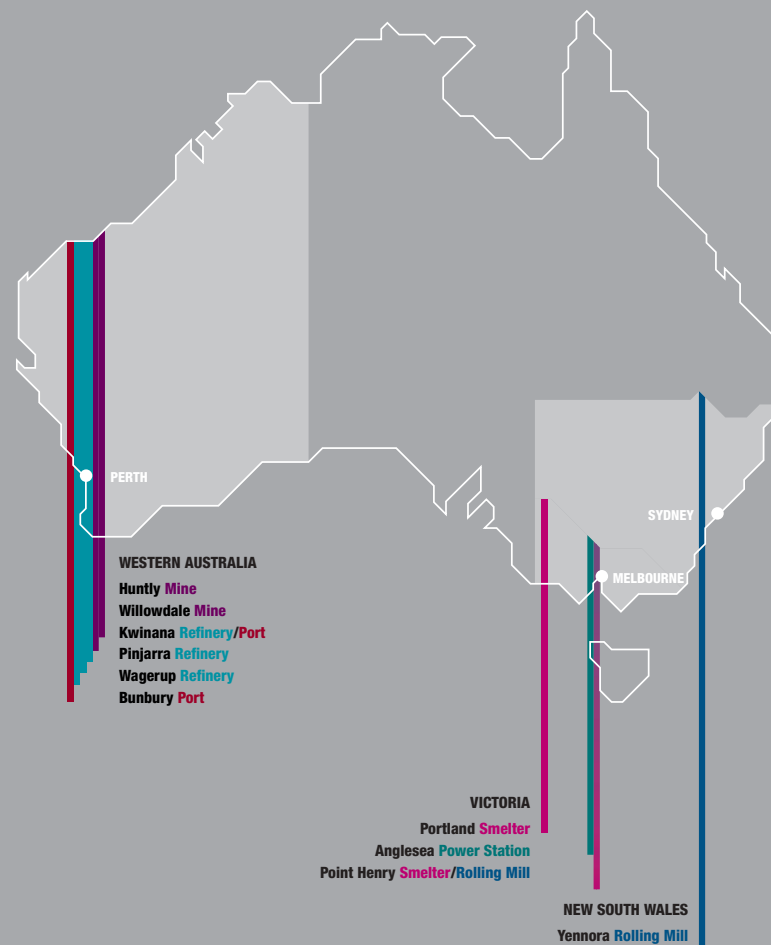 PERTH
SYDNEY
MELBOURNE
WESTERN AUSTRALIA
Huntly Mine
Willowdale Mine
Kwinana Refinery/Port
Pinjarra Refinery
Wagerup Refinery
Bunbury Port
VICTORIA
Portland Smelter
Anglesea Power Station
Point Henry Smelter/Rolling Mill
NEW SOUTH WALES
Yennora Rolling Mill